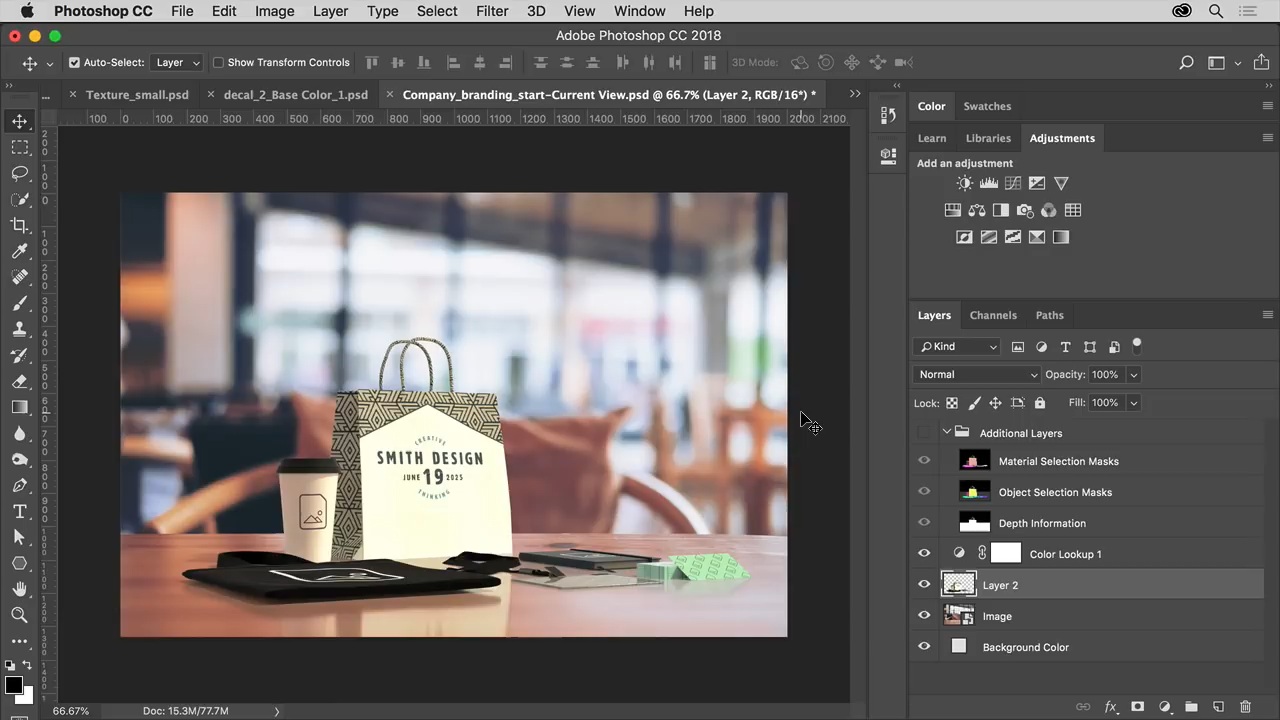 Photoshop CC File Edit Image Layer Type Select Filter 3D View Window Help
Adobe Photoshop CC 2018
Auto-Select: Layer Show Transform Controls 3D Mode:
Texture_small.psd decal_2_Base Color_1.psd Company_branding_start-Current View.psd @ 66.7% (Layer 2, RGB/16*) *
100 0 100 200 300 400 500 600 700 800 900 1000 1100 1200 1300 1400 1500 1600 1700 1800 1900 2000 2100
Color Swatches
Learn Libraries Adjustments
Add an adjustment
Layers Channels Paths
Kind
Normal Opacity: 100%
Lock: Fill: 100%
Additional Layers
Material Selection Masks
Object Selection Masks
Depth Information
Color Lookup 1
Layer 2
Image
Background Color
CREATIVE
SMITH DESIGN
JUNE 19 2025
THINKING
66.67% Doc: 15.3M/77.7M